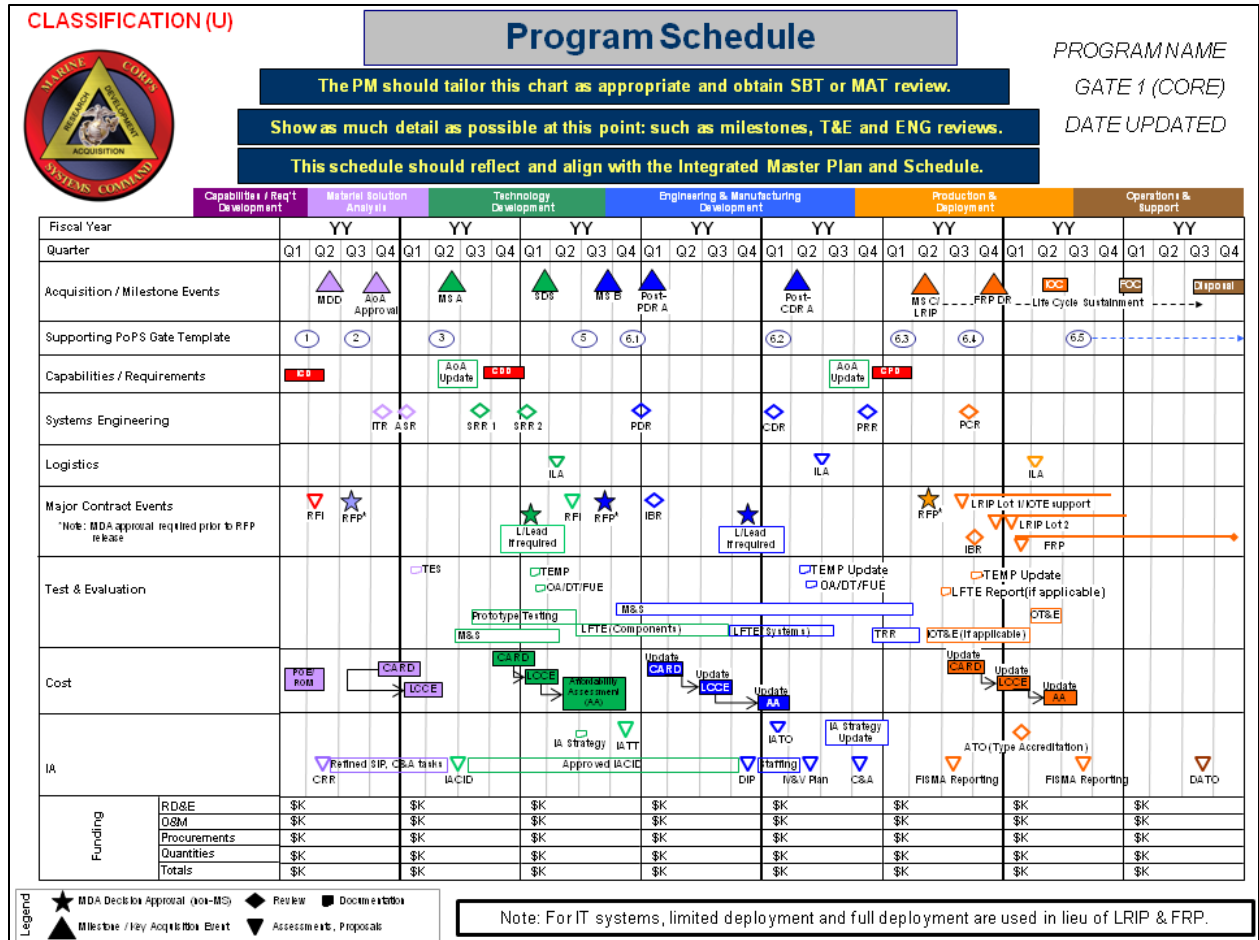 CLASSIFICATION (U)
Program Schedule
PROGRAM NAME
GATE 1 (CORE)
DATE UPDATED
MARINE CORPS
SYSTEMS COMMAND
RESEARCH
DEVELOPMENT
ACQUISITION
The PM should tailor this chart as appropriate and obtain SBT or MAT review.
Show as much detail as possible at this point: such as milestones, T&E and ENG reviews.
This schedule should reflect and align with the Integrated Master Plan and Schedule.
Capabilities / Req't Development
Material Solution Analysis
Technology Development
Engineering & Manufacturing Development
Production & Deployment
Operations & Support
Fiscal Year YY YY YY YY YY YY YY YY
Quarter Q1 Q2 Q3 Q4 Q1 Q2 Q3 Q4 Q1 Q2 Q3 Q4 Q1 Q2 Q3 Q4 Q1 Q2 Q3 Q4 Q1 Q2 Q3 Q4 Q1 Q2 Q3 Q4 Q1 Q2 Q3 Q4
Acquisition / Milestone Events
MDD
AoA Approval
MS A
SDS
MS B
Post-PDR A
Post-CDR A
MS C/ LRIP
FRP DR
IOC
FOC
Disposal
Life Cycle Sustainment
Supporting PoPS Gate Template
1 2 3 5 6.1 6.2 6.3 6.4 6.5
Capabilities / Requirements
ICD
AoA Update
CDD
AoA Update
CPD
Systems Engineering
ITR ASR SRR 1 SRR 2 PDR CDR PRR PCR
Logistics
ILA ILA ILA
Major Contract Events
*Note: MDA approval required prior to RFP release
RFI
RFP*
L/Lead If required
RFI
RFP*
IBR
L/Lead If required
RFP*
LRIP Lot 1/IOTE support
LRIP Lot 2
IBR
FRP
Test & Evaluation
TES
TEMP
OA/DT/FUE
TEMP Update
OA/DT/FUE
TEMP Update
LFTE Report(if applicable)
M&S
Prototype Testing
OT&E
M&S
LFTE (Components)
LFTE (Systems)
TRR
IOT&E (If applicable)
Cost
POE/ ROM
CARD
LCCE
CARD
LCCE
Affordability Assessment (AA)
Update
CARD
Update
LCCE
Update
AA
Update
CARD
Update
LCCE
Update
AA
IA
IA Strategy
IATT
IATO
IA Strategy Update
ATO (Type Accreditation)
CRR
Refined SIP, C&A tasks
IACID
Approved IACID
DIP
Staffing
IV&V Plan
C&A
FISMA Reporting
FISMA Reporting
DATO
Funding
RD&E $K $K $K $K $K $K $K $K
O&M $K $K $K $K $K $K $K $K
Procurements $K $K $K $K $K $K $K $K
Quantities $K $K $K $K $K $K $K $K
Totals $K $K $K $K $K $K $K $K
Legend
MDA Decision Approval (non-MS)
Review
Documentation
Milestone / Key Acquisition Event
Assessments, Proposals
Note: For IT systems, limited deployment and full deployment are used in lieu of LRIP & FRP.